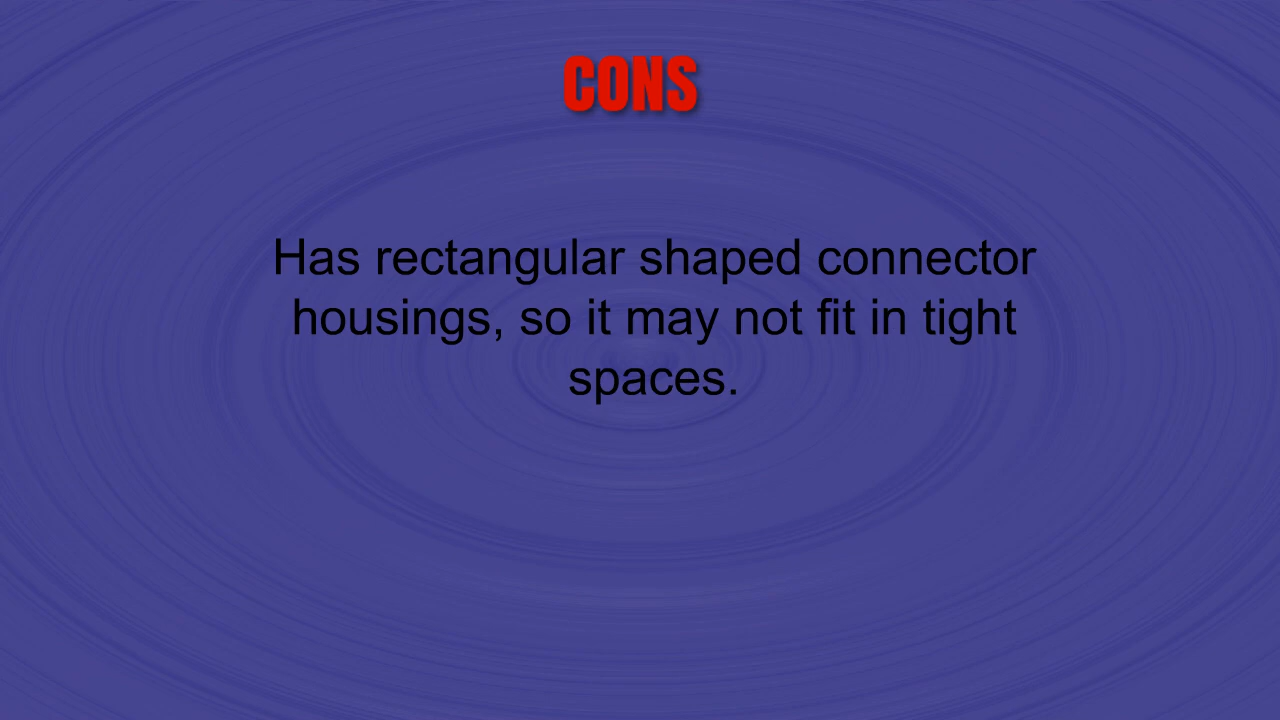 CONS
Has rectangular shaped connector
housings, so it may not fit in tight
spaces.